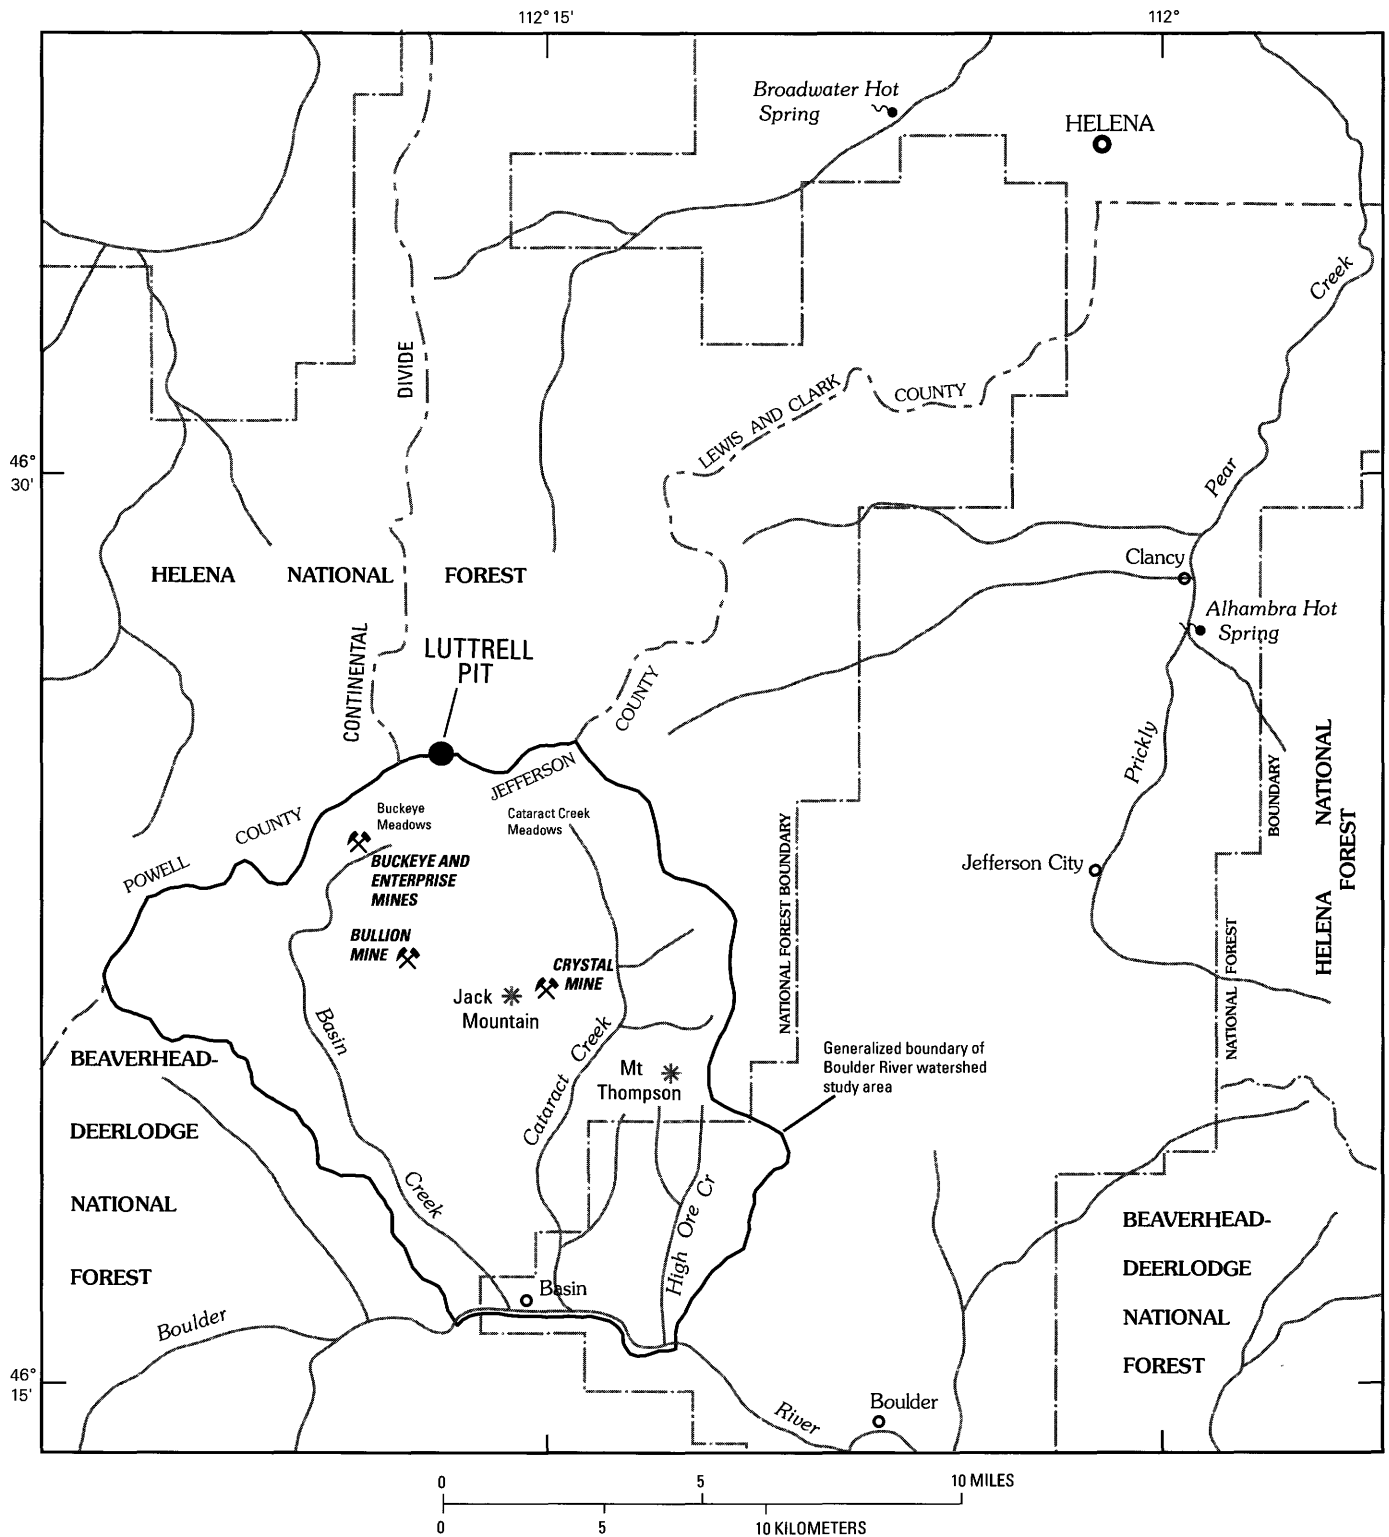 112° 15'
112°
Broadwater Hot
Spring
HELENA
Creek
DIVIDE
LEWIS AND CLARK
COUNTY
46°
30'
Pear
Clancy
HELENA NATIONAL FOREST
Alhambra Hot
Spring
CONTINENTAL
LUTTRELL
PIT
COUNTY
JEFFERSON
Prickly
BOUNDARY
HELENA NATIONAL
FOREST
Buckeye
Meadows
Cataract Creek
Meadows
POWELL
COUNTY
BUCKEYE AND
ENTERPRISE
MINES
Jefferson City
NATIONAL FOREST BOUNDARY
NATIONAL FOREST
BULLION
MINE
CRYSTAL
MINE
Jack
Mountain
Basin
Creek
Cataract Creek
Mt
Thompson
Generalized boundary of
Boulder River watershed
study area
BEAVERHEAD-
DEERLODGE
NATIONAL
FOREST
High Ore Cr
BEAVERHEAD-
DEERLODGE
NATIONAL
FOREST
Basin
Boulder
River
46°
15'
Boulder
0 5 10 MILES
0 5 10 KILOMETERS